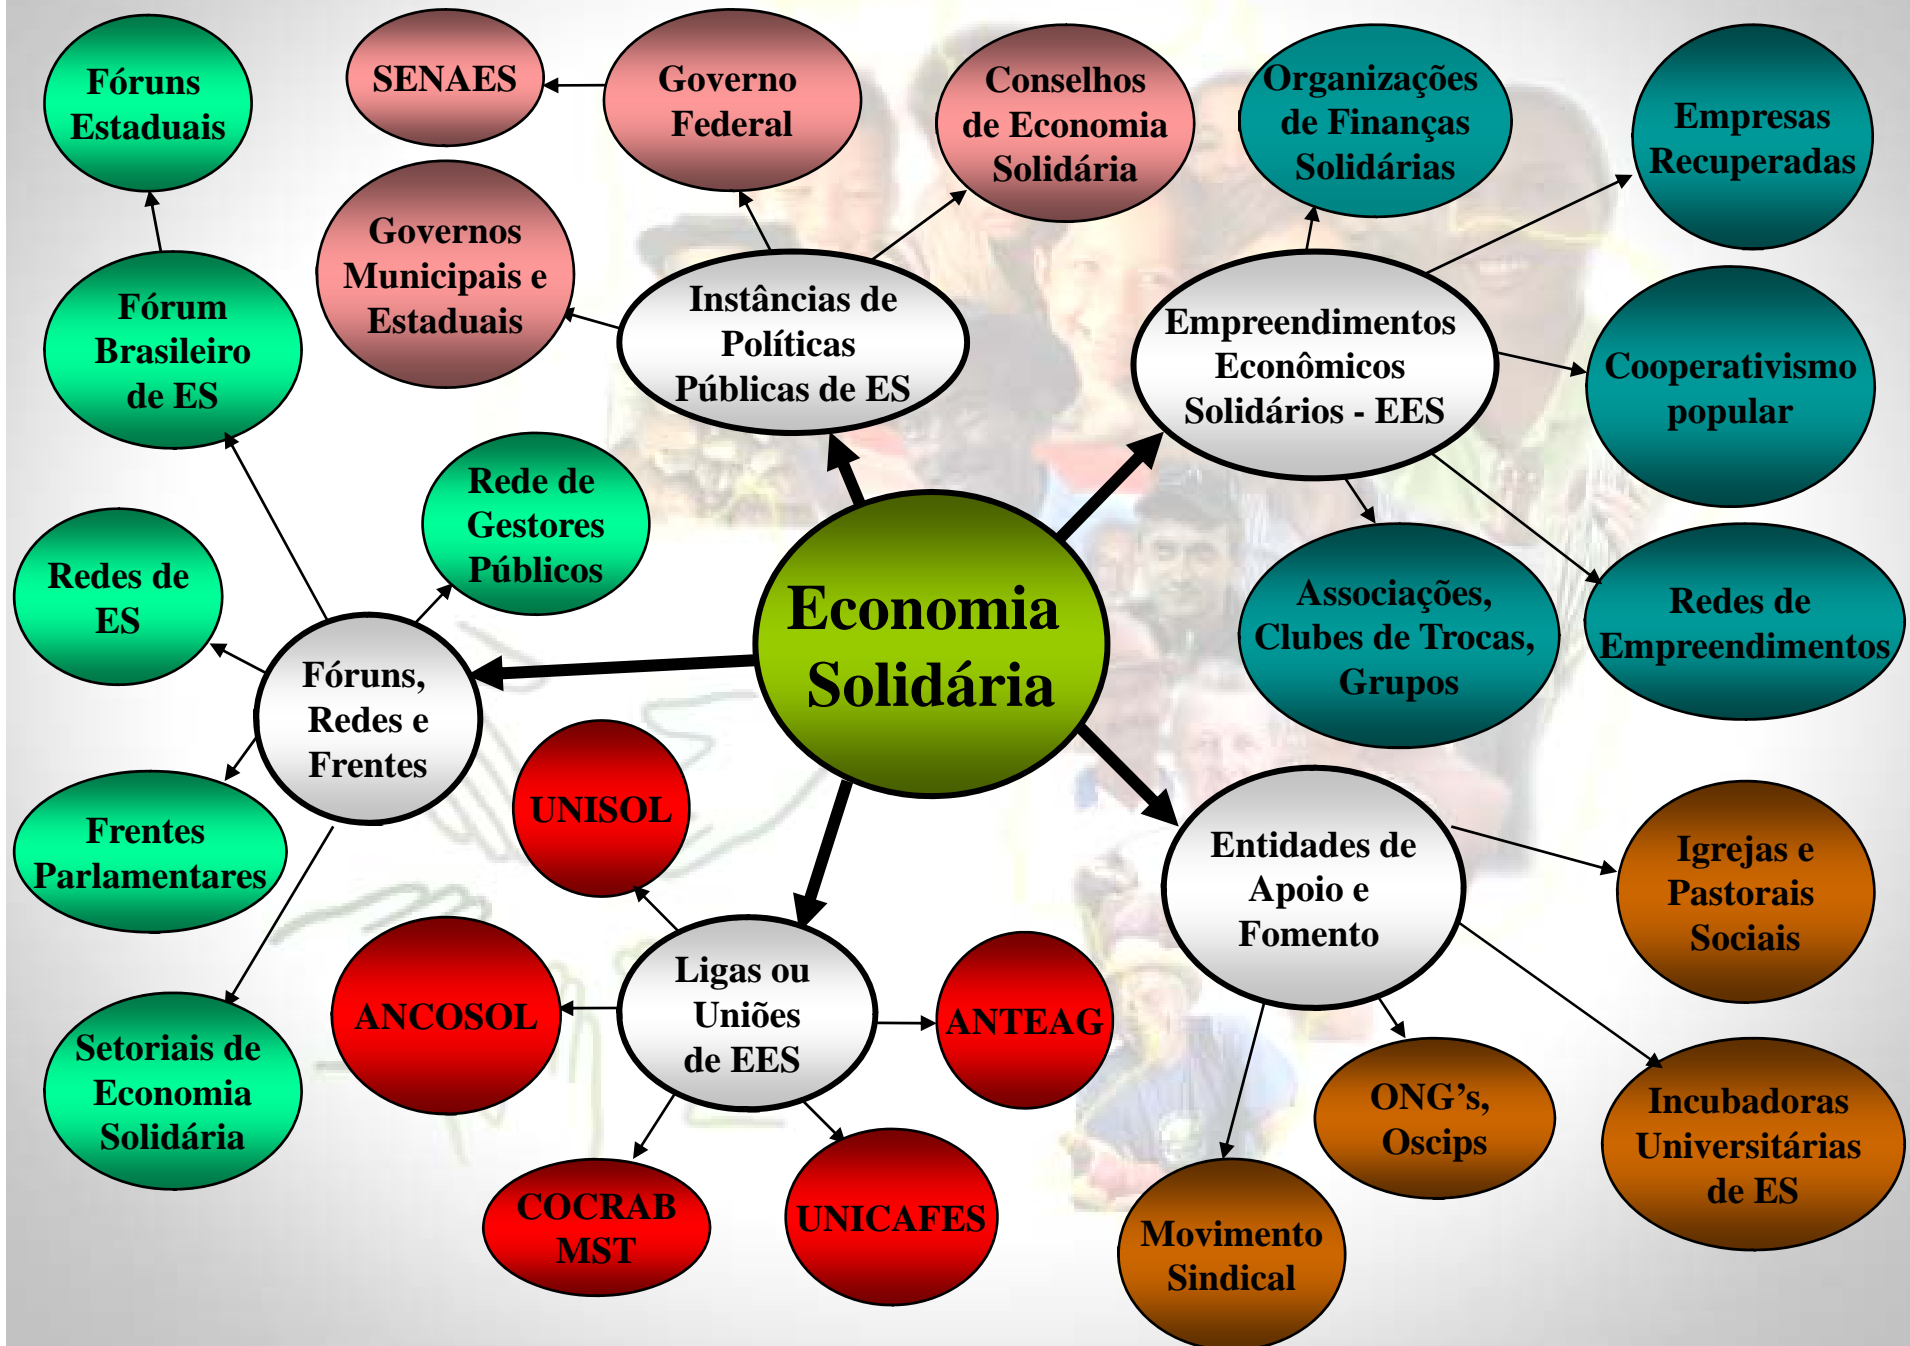 Fóruns
Estaduais
SENAES
Governo
Federal
Conselhos
de Economia
Solidária
Organizações
de Finanças
Solidárias
Empresas
Recuperadas
Governos
Municipais e
Estaduais
Fórum
Brasileiro
de ES
Instâncias de
Políticas
Públicas de ES
Empreendimentos
Econômicos
Solidários - EES
Cooperativismo
popular
Rede de
Gestores
Públicos
Redes de
ES
Economia
Solidária
Associações,
Clubes de Trocas,
Grupos
Redes de
Empreendimentos
Fóruns,
Redes e
Frentes
UNISOL
Frentes
Parlamentares
Entidades de
Apoio e
Fomento
Igrejas e
Pastorais
Sociais
ANCOSOL
Ligas ou
Uniões
de EES
ANTEAG
Setoriais de
Economia
Solidária
ONG's,
Oscips
Incubadoras
Universitárias
de ES
COCRAB
MST
UNICAFES
Movimento
Sindical